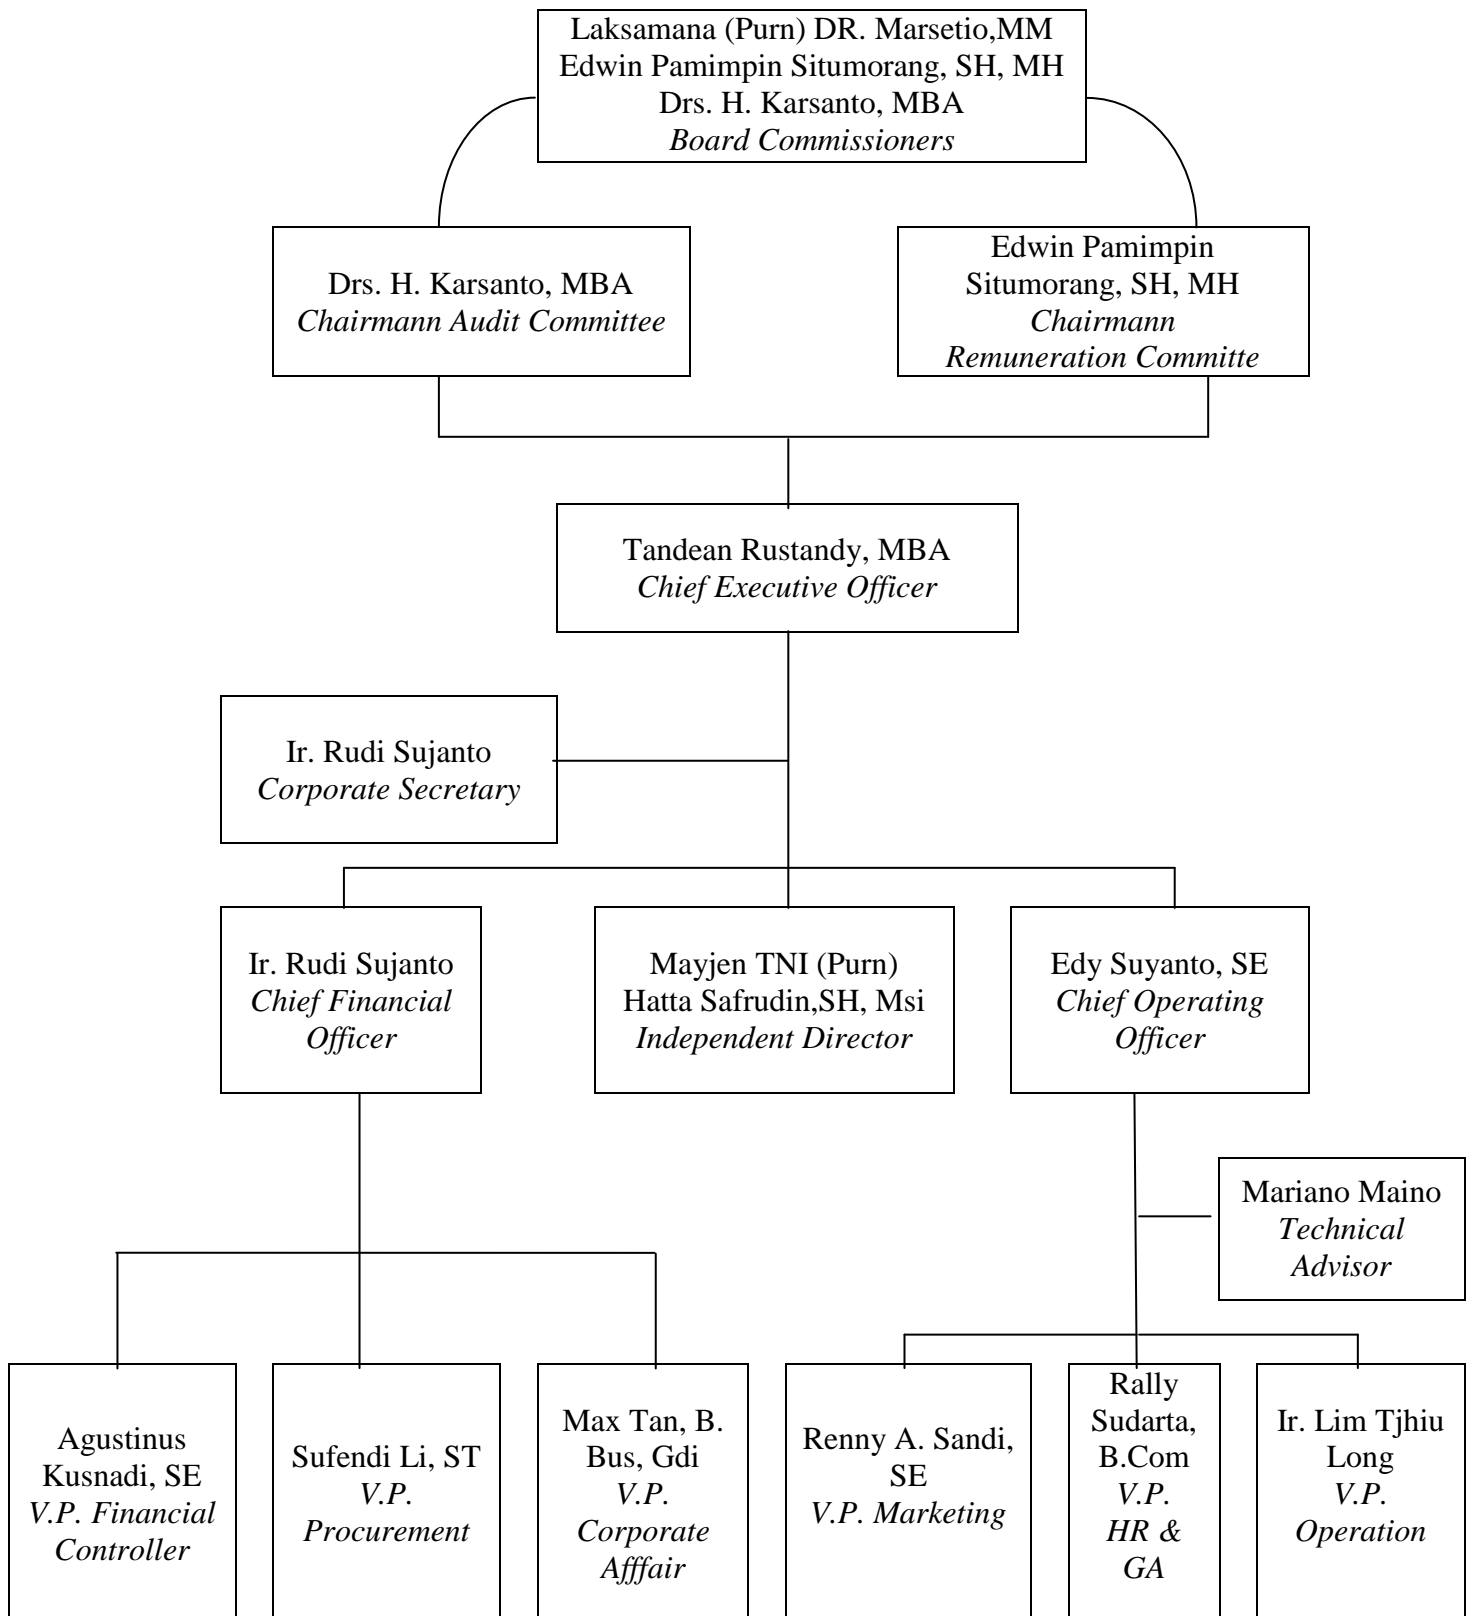 Laksamana (Purn) DR. Marsetio,MM
Edwin Pamimpin Situmorang, SH, MH
Drs. H. Karsanto, MBA
Board Commissioners
Drs. H. Karsanto, MBA
Chairmann Audit Committee
Edwin Pamimpin
Situmorang, SH, MH
Chairmann
Remuneration Committe
Tandean Rustandy, MBA
Chief Executive Officer
Ir. Rudi Sujanto
Corporate Secretary
Ir. Rudi Sujanto
Chief Financial
Officer
Mayjen TNI (Purn)
Hatta Safrudin,SH, Msi
Independent Director
Edy Suyanto, SE
Chief Operating
Officer
Mariano Maino
Technical
Advisor
Agustinus
Kusnadi, SE
V.P. Financial
Controller
Sufendi Li, ST
V.P.
Procurement
Max Tan, B.
Bus, Gdi
V.P.
Corporate
Afffair
Renny A. Sandi,
SE
V.P. Marketing
Rally
Sudarta,
B.Com
V.P.
HR &
GA
Ir. Lim Tjhiu
Long
V.P.
Operation